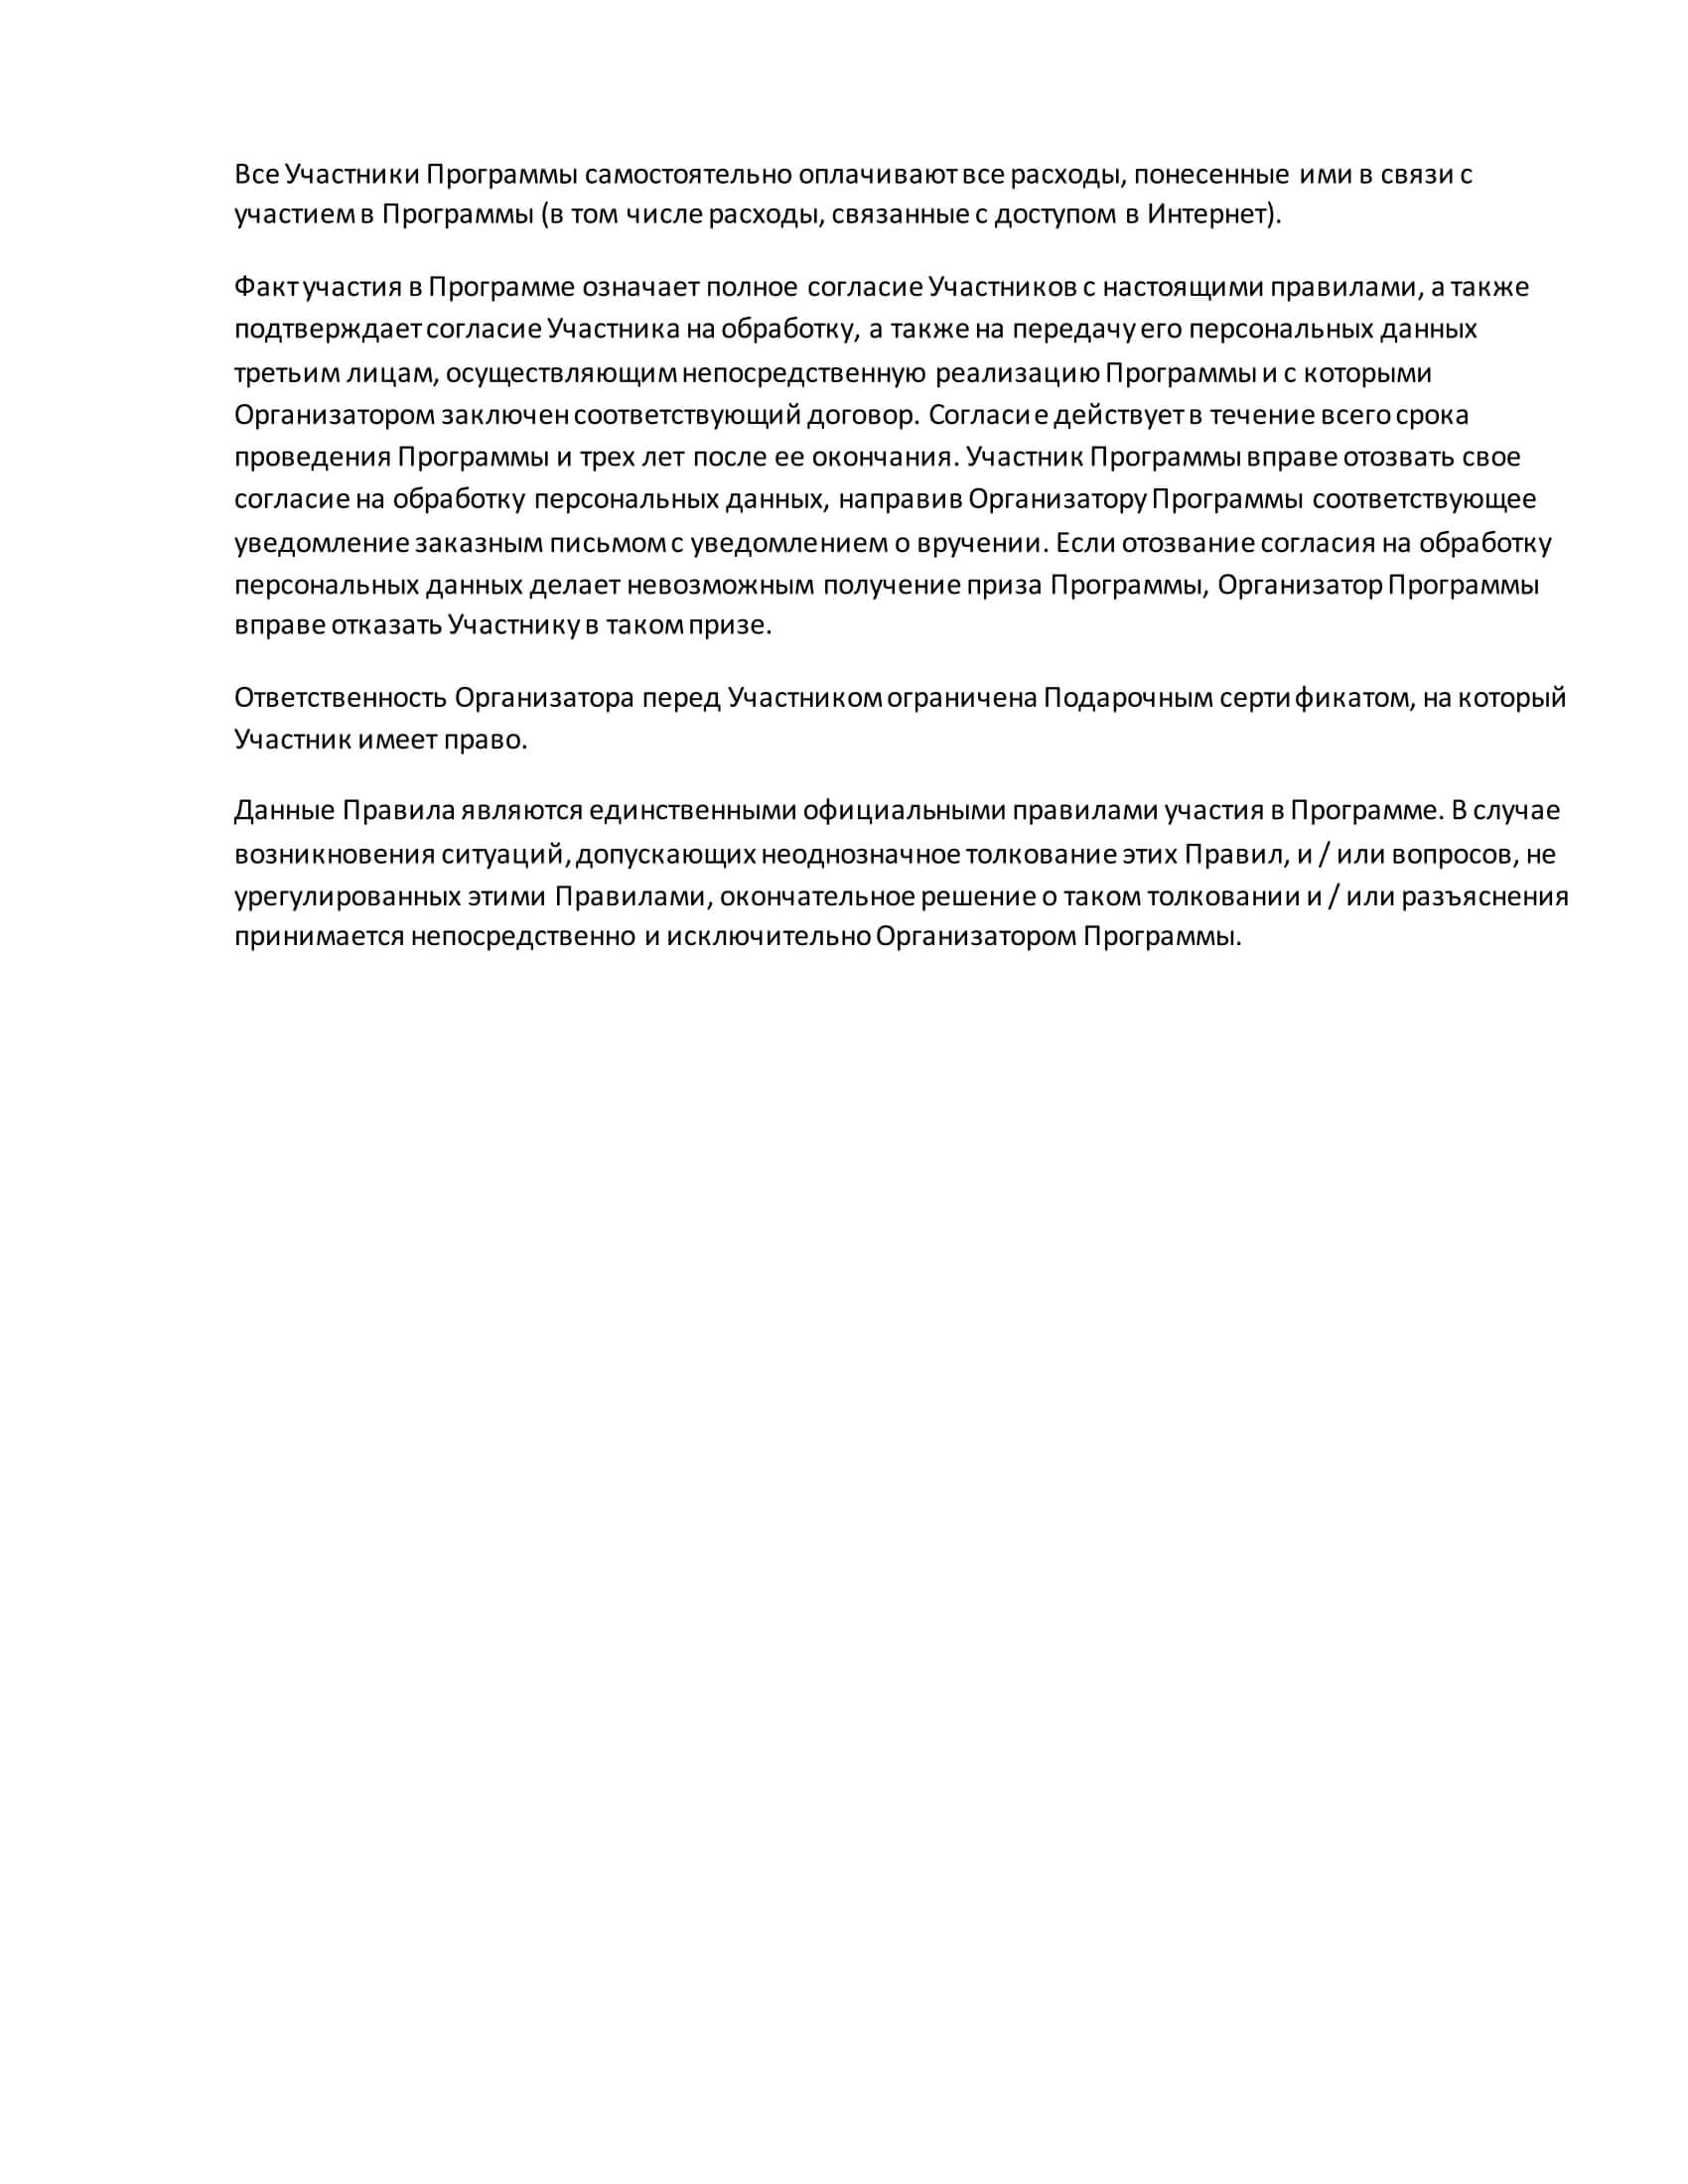 Все Участники Программы самостоятельно оплачивают все расходы, понесенные ими в связи с
участием в Программы (в том числе расходы, связанные с доступом в Интернет).
Факт участия в Программе означает полное согласие Участников с настоящими правилами, а также
подтверждает согласие Участника на обработку, а также на передачу его персональных данных
третьим лицам, осуществляющим непосредственную реализацию Программы и с которыми
Организатором заключен соответствующий договор. Согласие действует в течение всего срока
проведения Программы и трех лет после ее окончания. Участник Программы вправе отозвать свое
согласие на обработку персональных данных, направив Организатору Программы соответствующее
уведомление заказным письмом с уведомлением о вручении. Если отозвание согласия на обработку
персональных данных делает невозможным получение приза Программы, Организатор Программы
вправе отказать Участнику в таком призе.
Ответственность Организатора перед Участником ограничена Подарочным сертификатом, на который
Участник имеет право.
Данные Правила являются единственными официальными правилами участия в Программе. В случае
возникновения ситуаций, допускающих неоднозначное толкование этих Правил, и / или вопросов, не
урегулированных этими Правилами, окончательное решение о таком толковании и / или разъяснения
принимается непосредственно и исключительно Организатором Программы.